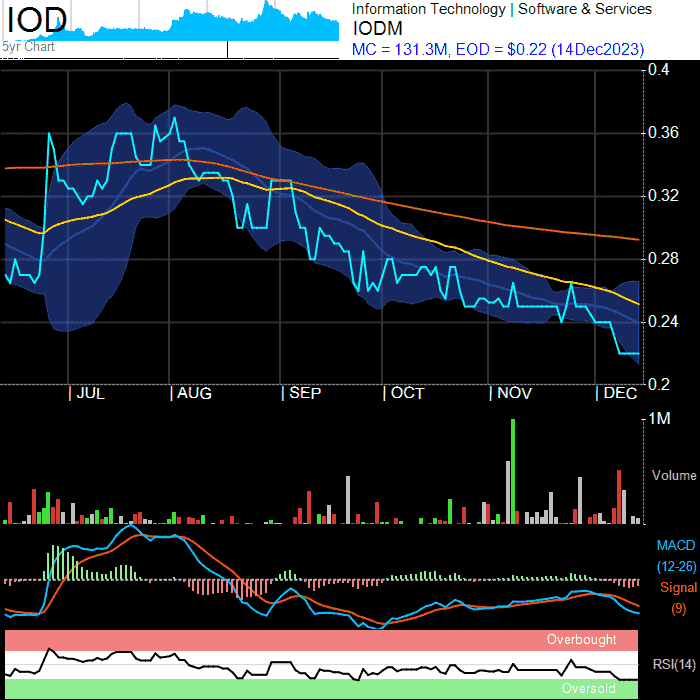 IOD
5yr Chart
Information Technology | Software & Services
IODM
MC = 131.3M, EOD = $0.22 (14Dec2023)
0.4
0.36
0.32
0.28
0.24
0.2
JUL AUG SEP OCT NOV DEC
1M
Volume
MACD
(12-26)
Signal
(9)
Overbought
RSI(14)
Oversold